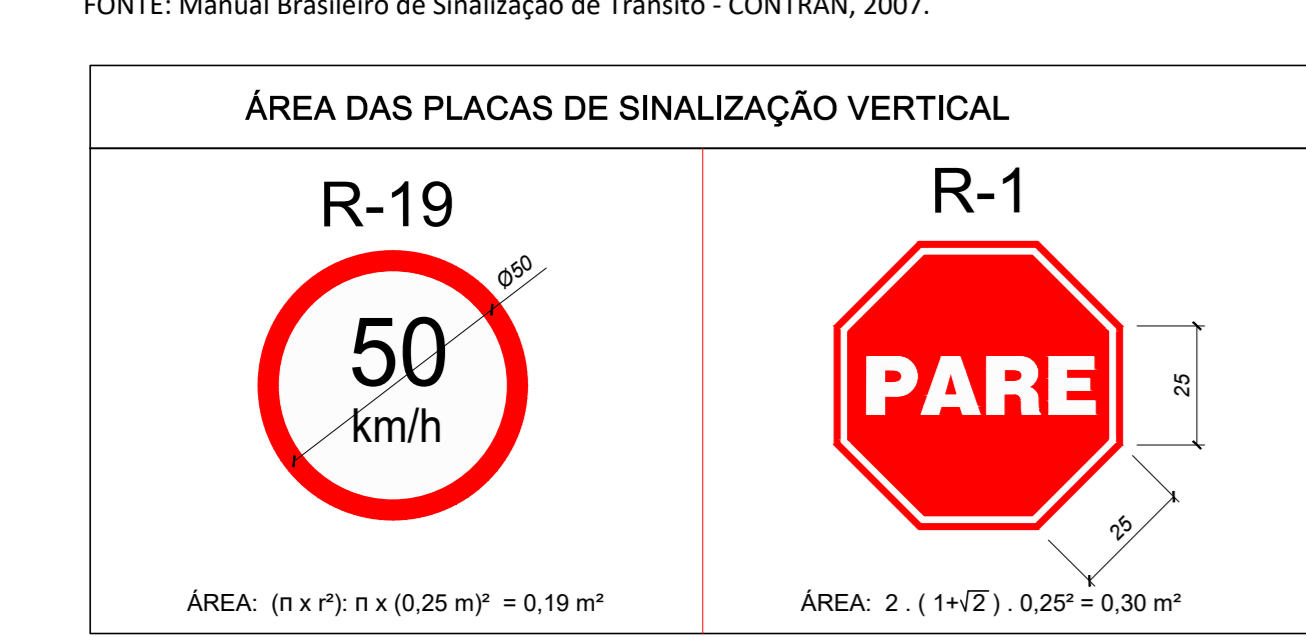 FONTE: Manual Brasileiro de Sinalização de Trânsito - CONTRAN, 2007.
ÁREA DAS PLACAS DE SINALIZAÇÃO VERTICAL
R-19
Ø50
50
km/h
ÁREA: (π x r²): π x (0,25 m)² = 0,19 m²
R-1
PARE
25
25
ÁREA: 2 . ( 1+√2 ) . 0,25² = 0,30 m²